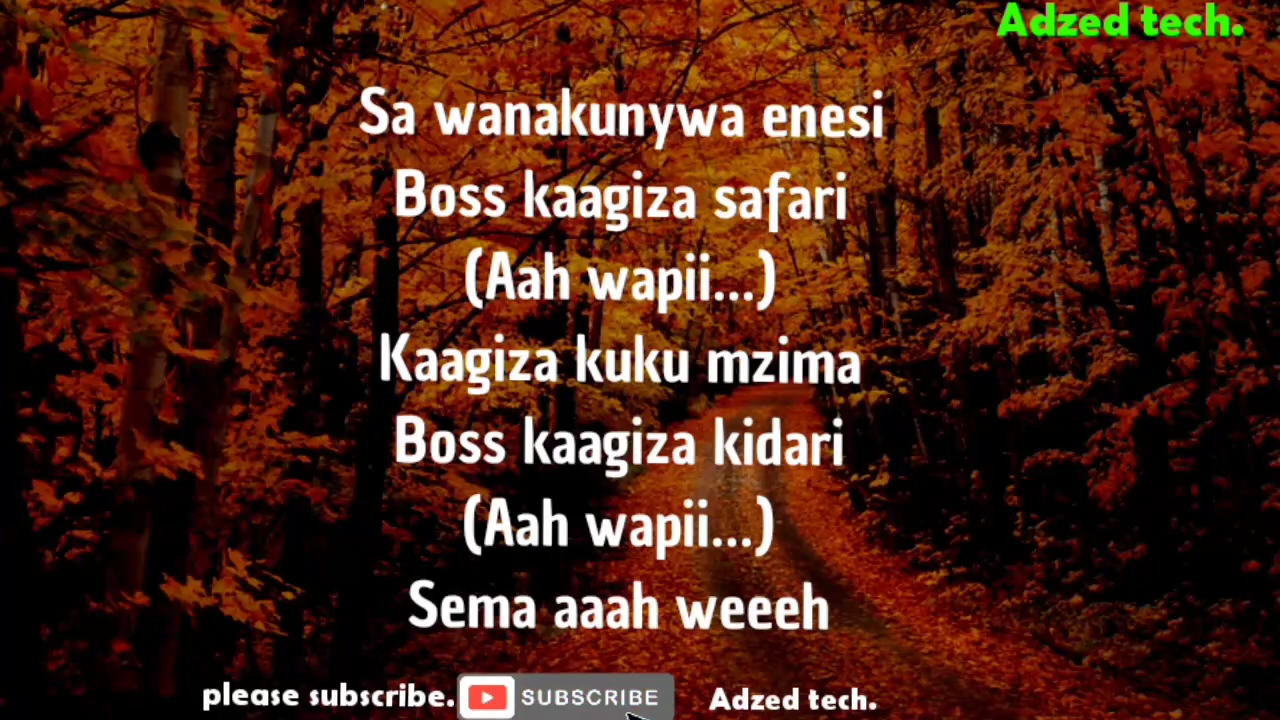 Adzed tech.
Sa wanakunywa enesi
Boss kaagiza safari
(Aah wapii...)
Kaagiza kuku mzima
Boss kaagiza kidari
(Aah wapii...)
Sema aaah weeeh
please subscribe. SUBSCRIBE Adzed tech.